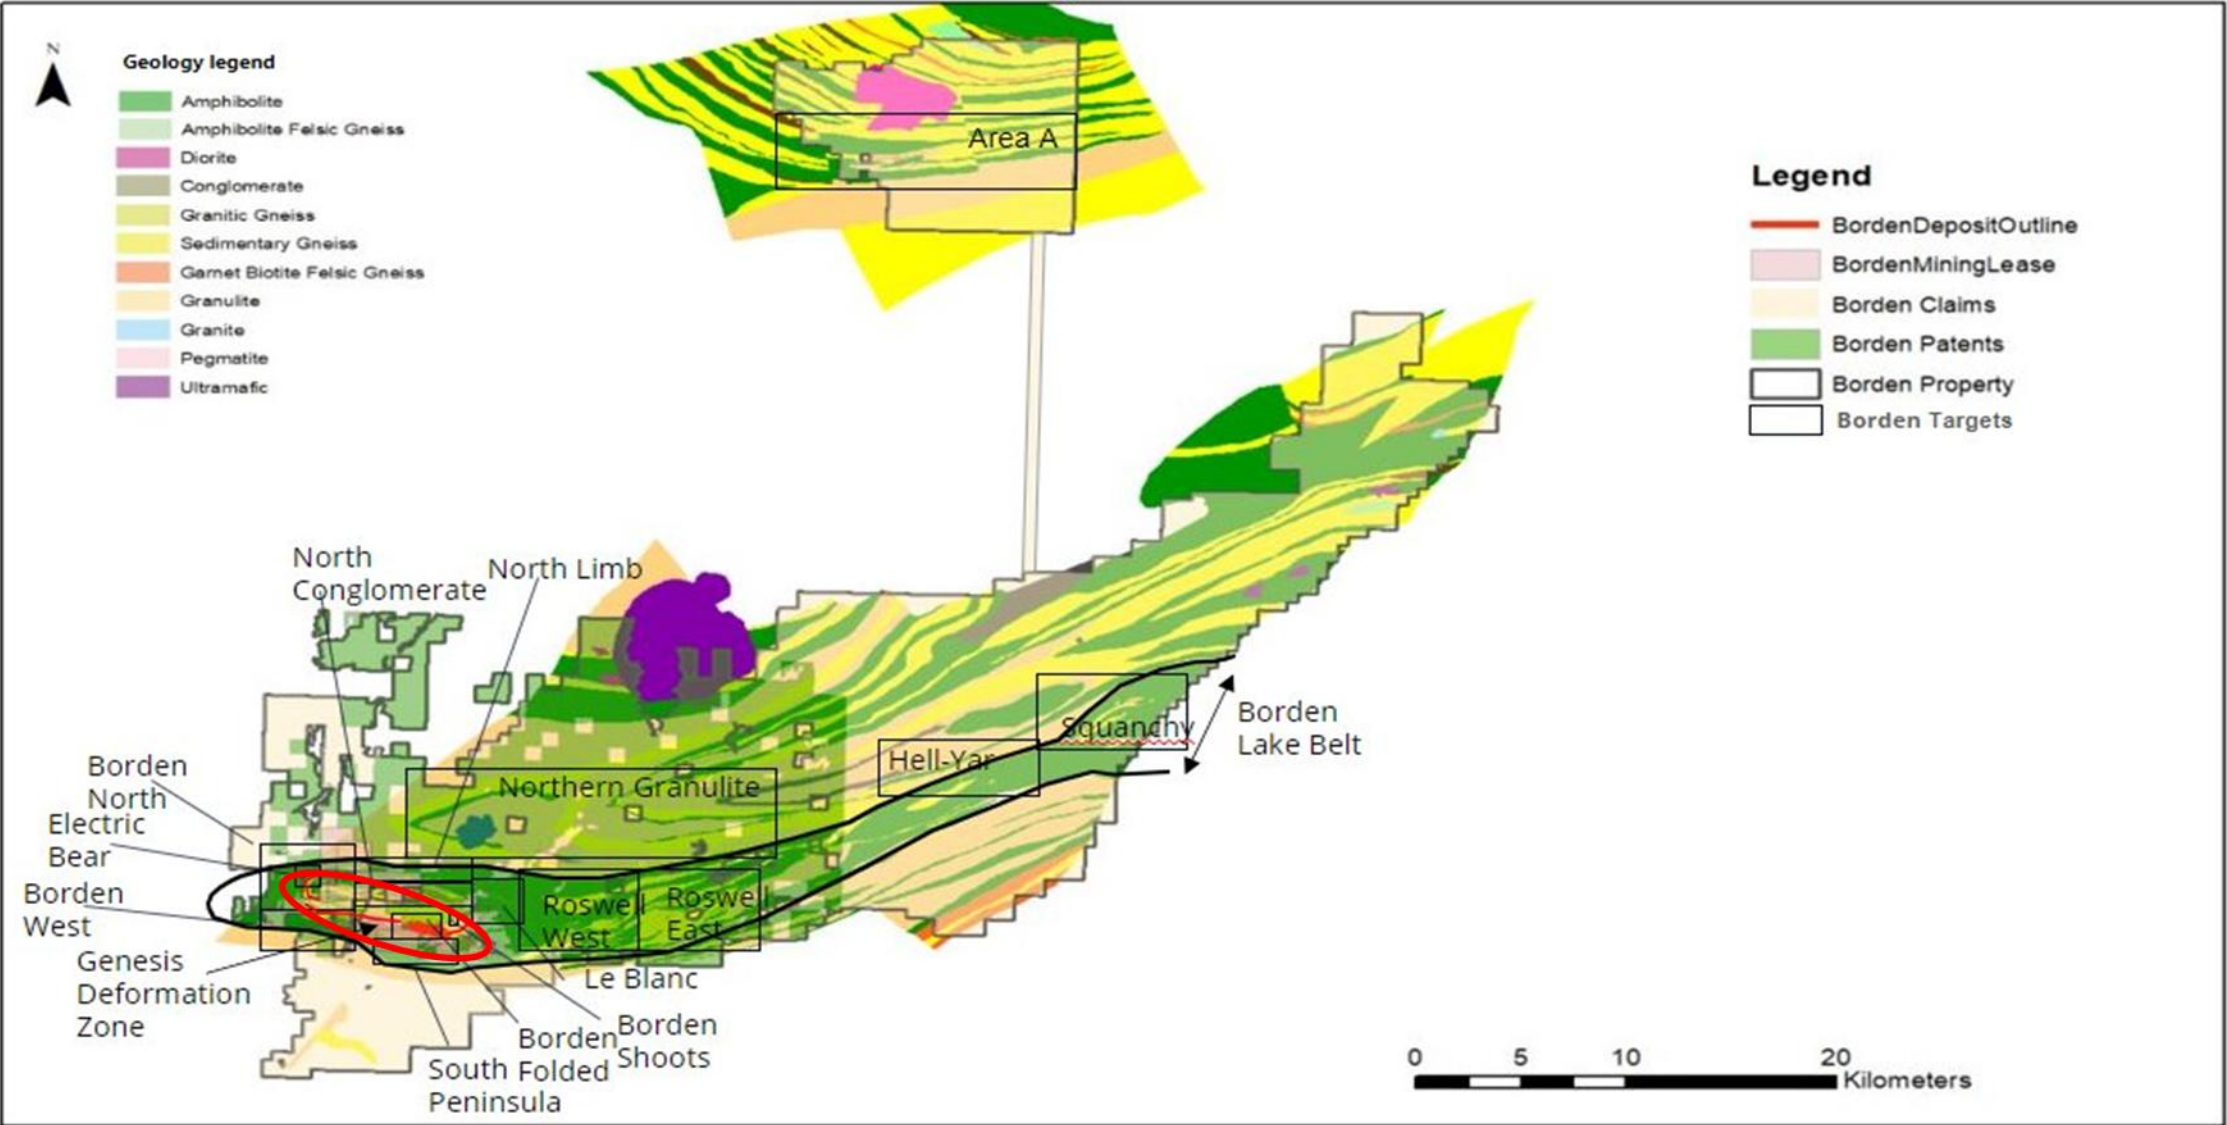 N
Geology legend
Amphibolite
Amphibolite Felsic Gneiss
Diorite
Conglomerate
Granitic Gneiss
Sedimentary Gneiss
Garnet Biotite Felsic Gneiss
Granulite
Granite
Pegmatite
Ultramafic
Area A
Legend
BordenDepositOutline
BordenMiningLease
Borden Claims
Borden Patents
Borden Property
Borden Targets
North
Conglomerate
North Limb
Borden
North
Electric
Bear
Borden
West
Genesis
Deformation
Zone
Northern Granulite
Hell-Yar
Squanchy
Borden
Lake Belt
Roswell
West
Roswell
East
Le Blanc
Borden
Shoots
Borden
Folded
South
Peninsula
0 5 10 20
Kilometers